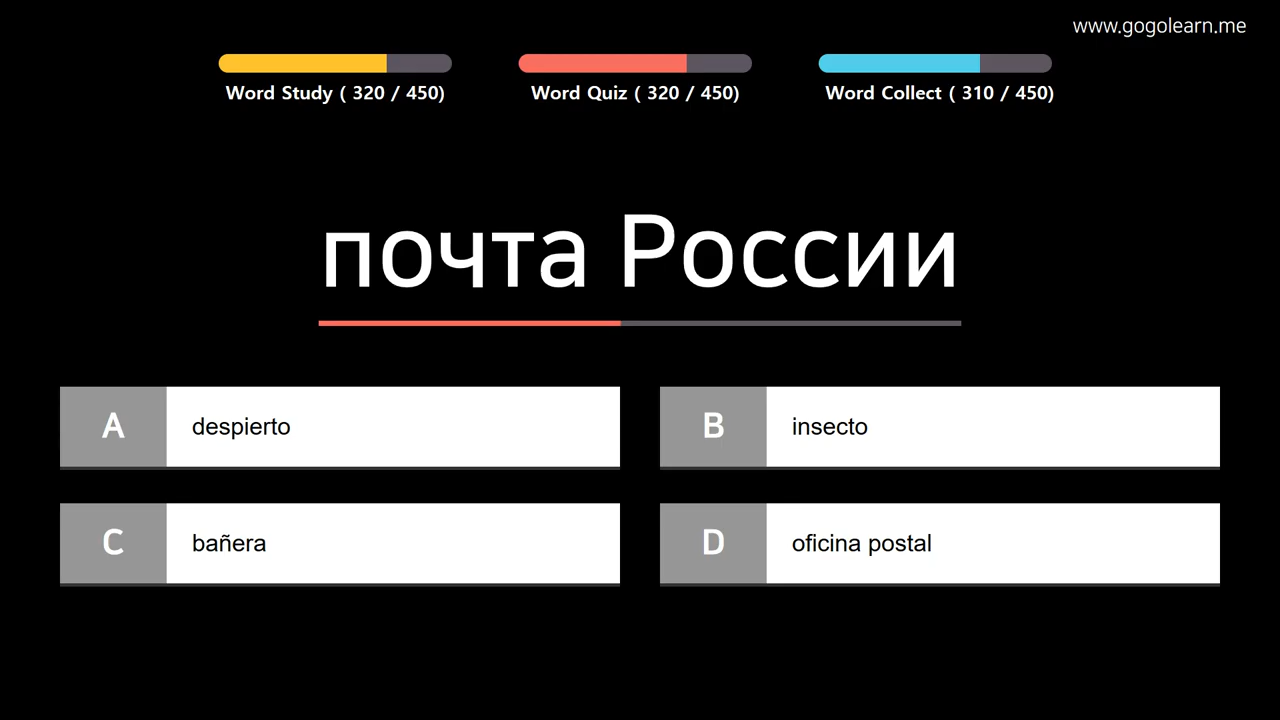 www.gogolearn.me
Word Study ( 320 / 450)
Word Quiz ( 320 / 450)
Word Collect ( 310 / 450)
почта России
A despierto
B insecto
C bañera
D oficina postal